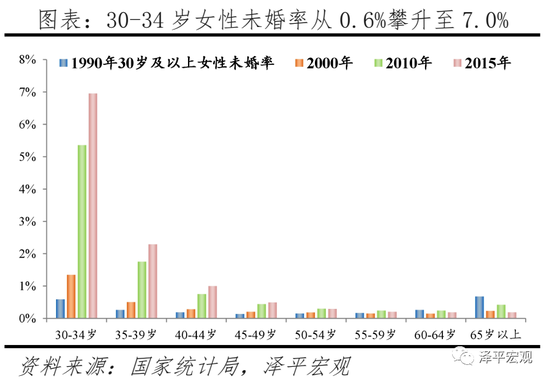 图表：30-34 岁女性未婚率从 0.6%攀升至 7.0%
8%
1990年30岁及以上女性未婚率 2000年 2010年 2015年
7%
6%
5%
4%
3%
2%
1%
0%
30-34岁 35-39岁 40-44岁 45-49岁 50-54岁 55-59岁 60-64岁 65岁以上
泽平宏观
资料来源：国家统计局，泽平宏观